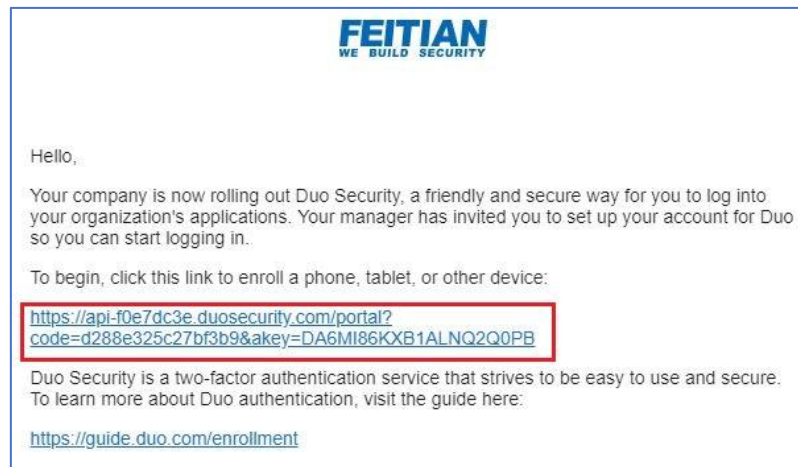 FEITIAN
WE BUILD SECURITY
Hello,
Your company is now rolling out Duo Security, a friendly and secure way for you to log into
your organization's applications. Your manager has invited you to set up your account for Duo
so you can start logging in.
To begin, click this link to enroll a phone, tablet, or other device:
https://api-f0e7dc3e.duosecurity.com/portal?
code=d288e325c27bf3b9&akey=DA6MI86KXB1ALNQ2Q0PB
Duo Security is a two-factor authentication service that strives to be easy to use and secure.
To learn more about Duo authentication, visit the guide here:
https://guide.duo.com/enrollment